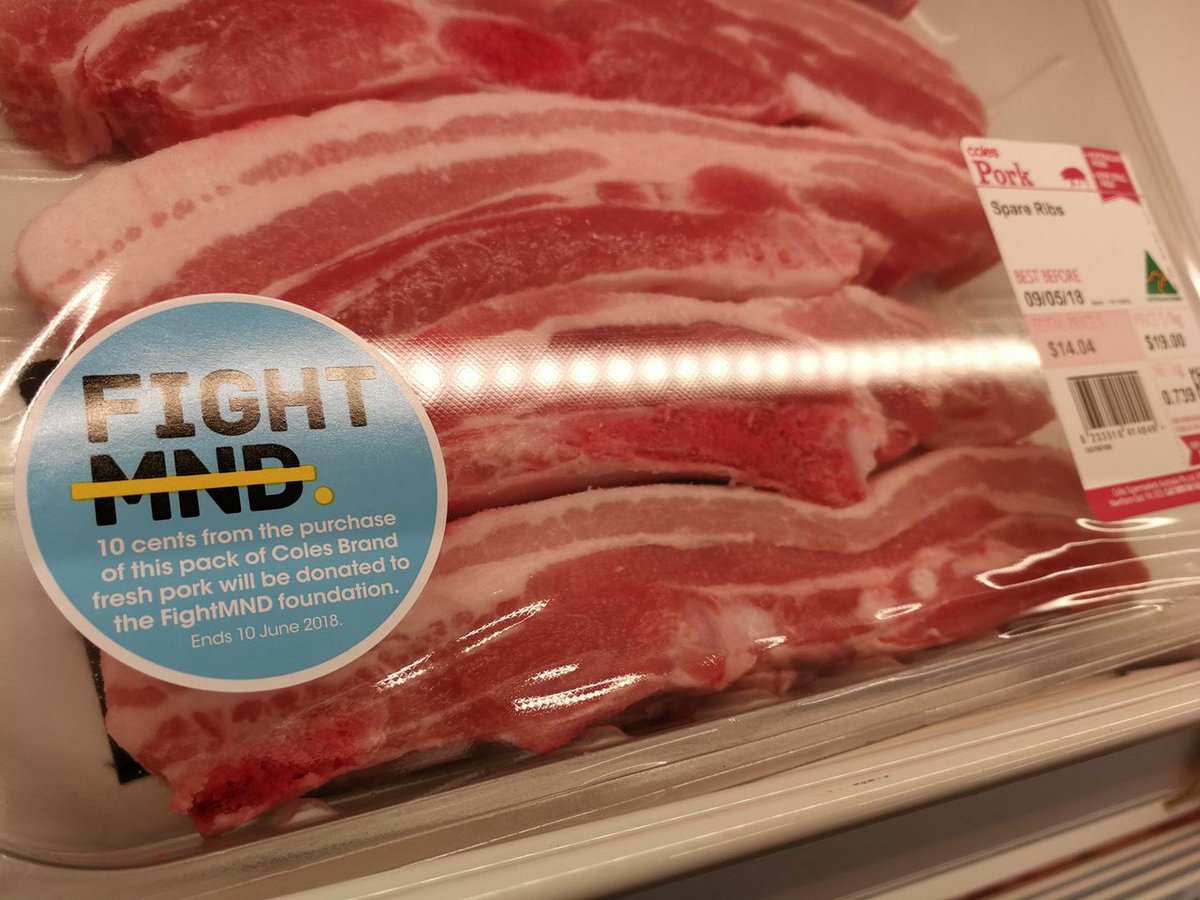 FIGHT
MND.
10 cents from the purchase
of this pack of Coles Brand
fresh pork will be donated to
the FightMND foundation.
Ends 10 June 2018.
coles
Pork
Spare Ribs
BEST BEFORE
09/05/18
$14.04
$19.00
0.739